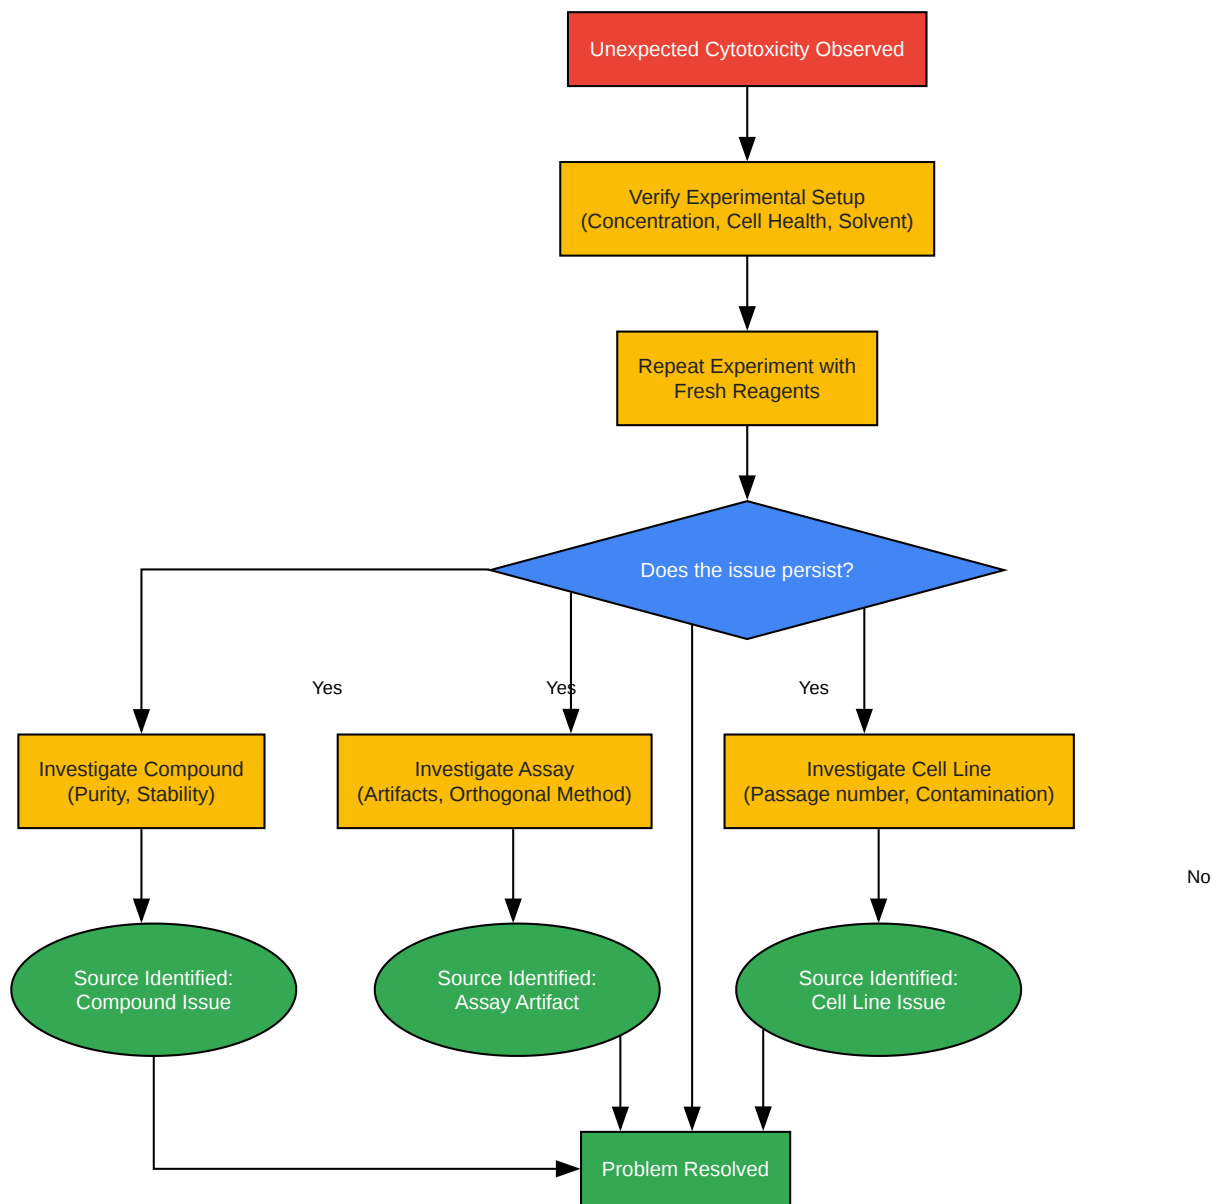 Unexpected Cytotoxicity Observed
Verify Experimental Setup
(Concentration, Cell Health, Solvent)
Repeat Experiment with
Fresh Reagents
Does the issue persist?
Yes
Yes
Yes
Investigate Compound
(Purity, Stability)
Investigate Assay
(Artifacts, Orthogonal Method)
Investigate Cell Line
(Passage number, Contamination)
No
Source Identified:
Compound Issue
Source Identified:
Assay Artifact
Source Identified:
Cell Line Issue
Problem Resolved